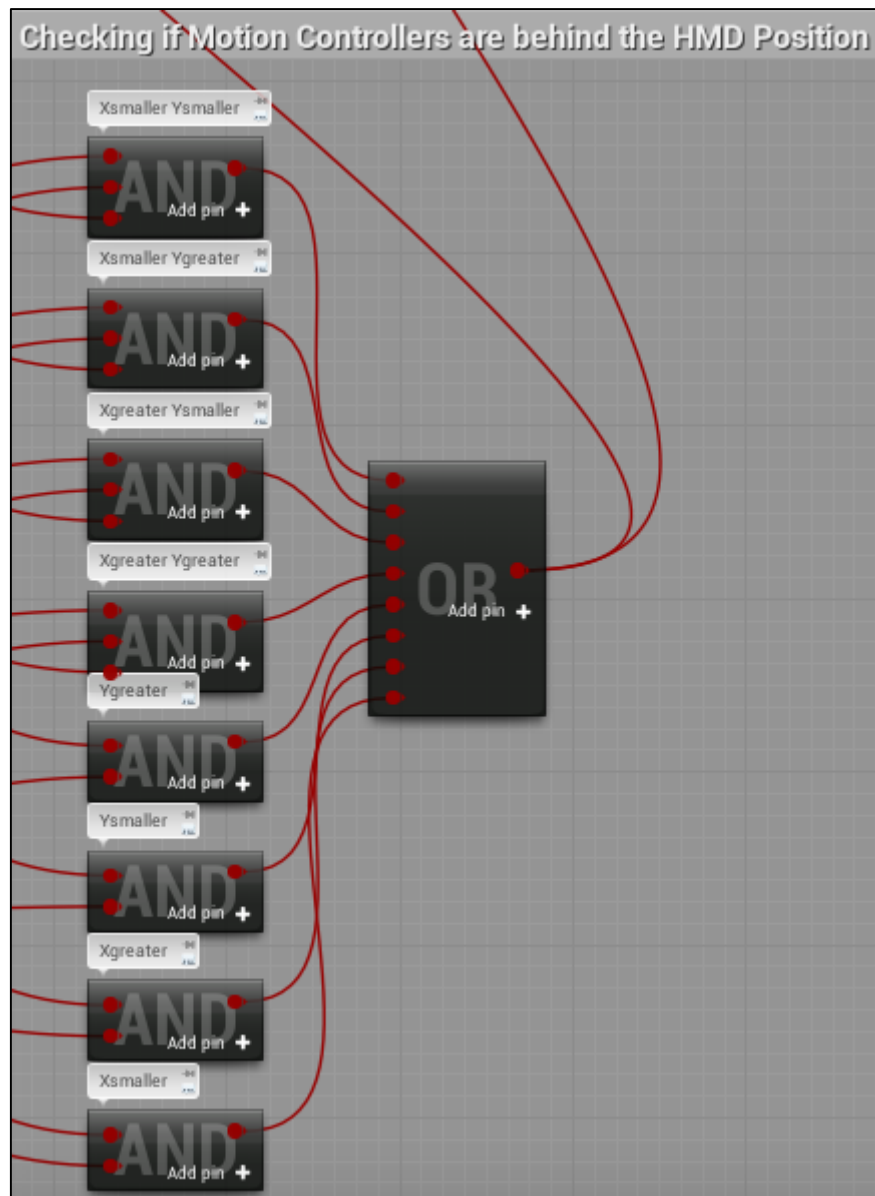 Checking if Motion Controllers are behind the HMD Position
Xsmaller Ysmaller
AND
Add pin +
Xsmaller Ygreater
AND
Add pin +
Xgreater Ysmaller
AND
Add pin +
Xgreater Ygreater
AND
Add pin +
Ygreater
AND
Add pin +
Ysmaller
AND
Add pin +
Xgreater
AND
Add pin +
Xsmaller
AND
Add pin +
OR
Add pin +